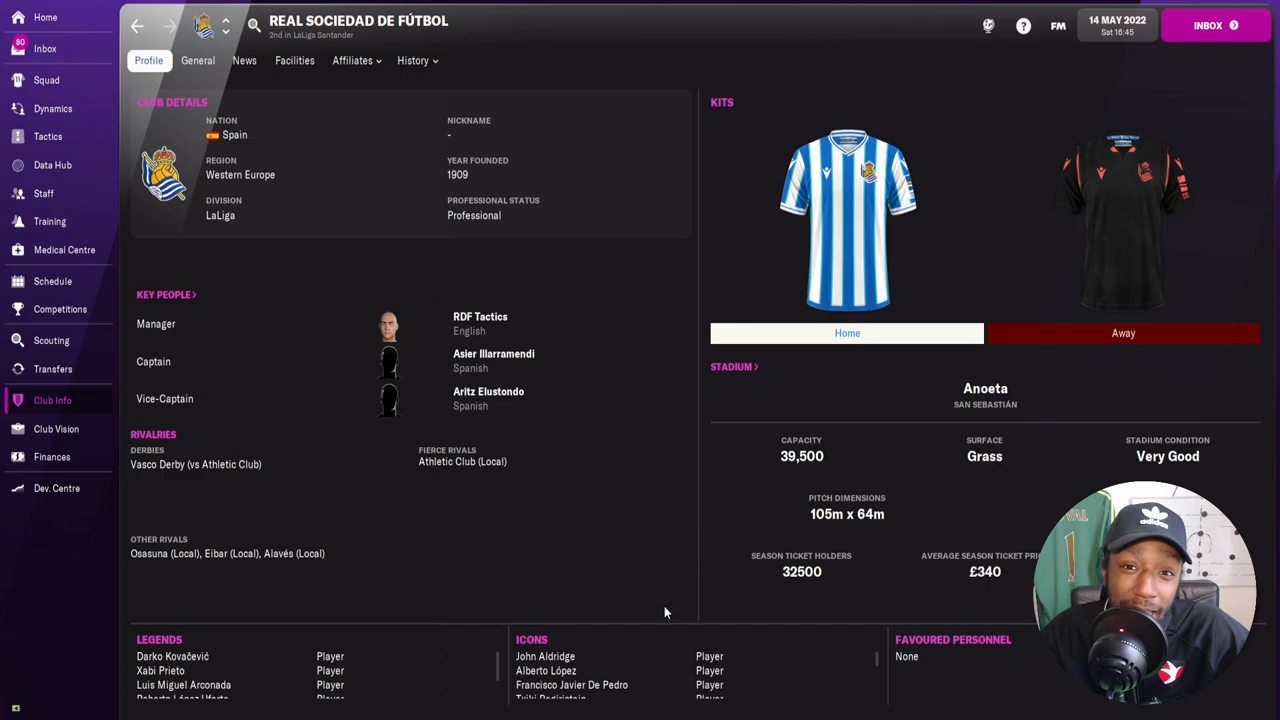 Home
80
Inbox
Squad
Dynamics
Tactics
Data Hub
Staff
Training
Medical Centre
Schedule
Competitions
Scouting
Transfers
Club Info
Club Vision
Finances
Dev. Centre
REAL SOCIEDAD DE FÚTBOL
2nd in LaLiga Santander
?
FM
14 MAY 2022
Sat 16:45
INBOX
Profile
General
News
Facilities
Affiliates
History
CLUB DETAILS
NATION
Spain
NICKNAME
-
REGION
Western Europe
YEAR FOUNDED
1909
DIVISION
LaLiga
PROFESSIONAL STATUS
Professional
KEY PEOPLE >
Manager
RDF Tactics
English
Captain
Asier Illarramendi
Spanish
Vice-Captain
Aritz Elustondo
Spanish
RIVALRIES
DERBIES
Vasco Derby (vs Athletic Club)
FIERCE RIVALS
Athletic Club (Local)
OTHER RIVALS
Osasuna (Local), Eibar (Local), Alavés (Local)
KITS
Home
Away
STADIUM >
Anoeta
SAN SEBASTIÁN
CAPACITY
39,500
SURFACE
Grass
STADIUM CONDITION
Very Good
PITCH DIMENSIONS
105m x 64m
SEASON TICKET HOLDERS
32500
AVERAGE SEASON TICKET
£340
LEGENDS
Darko Kovačević
Player
Xabi Prieto
Player
Luis Miguel Arconada
Player
ICONS
John Aldridge
Player
Alberto López
Player
Francisco Javier De Pedro
Player
FAVOURED PERSONNEL
None
adidas